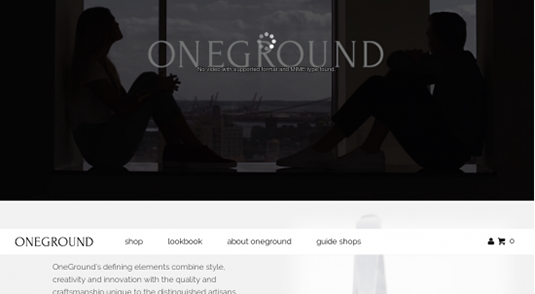 ONEGROUND
No video with supported format and MIME type found.
ONEGROUND shop lookbook about oneground guide shops 0
OneGround's defining elements combine style,
creativity and innovation with the quality and
craftsmanship unique to the distinguished artisans